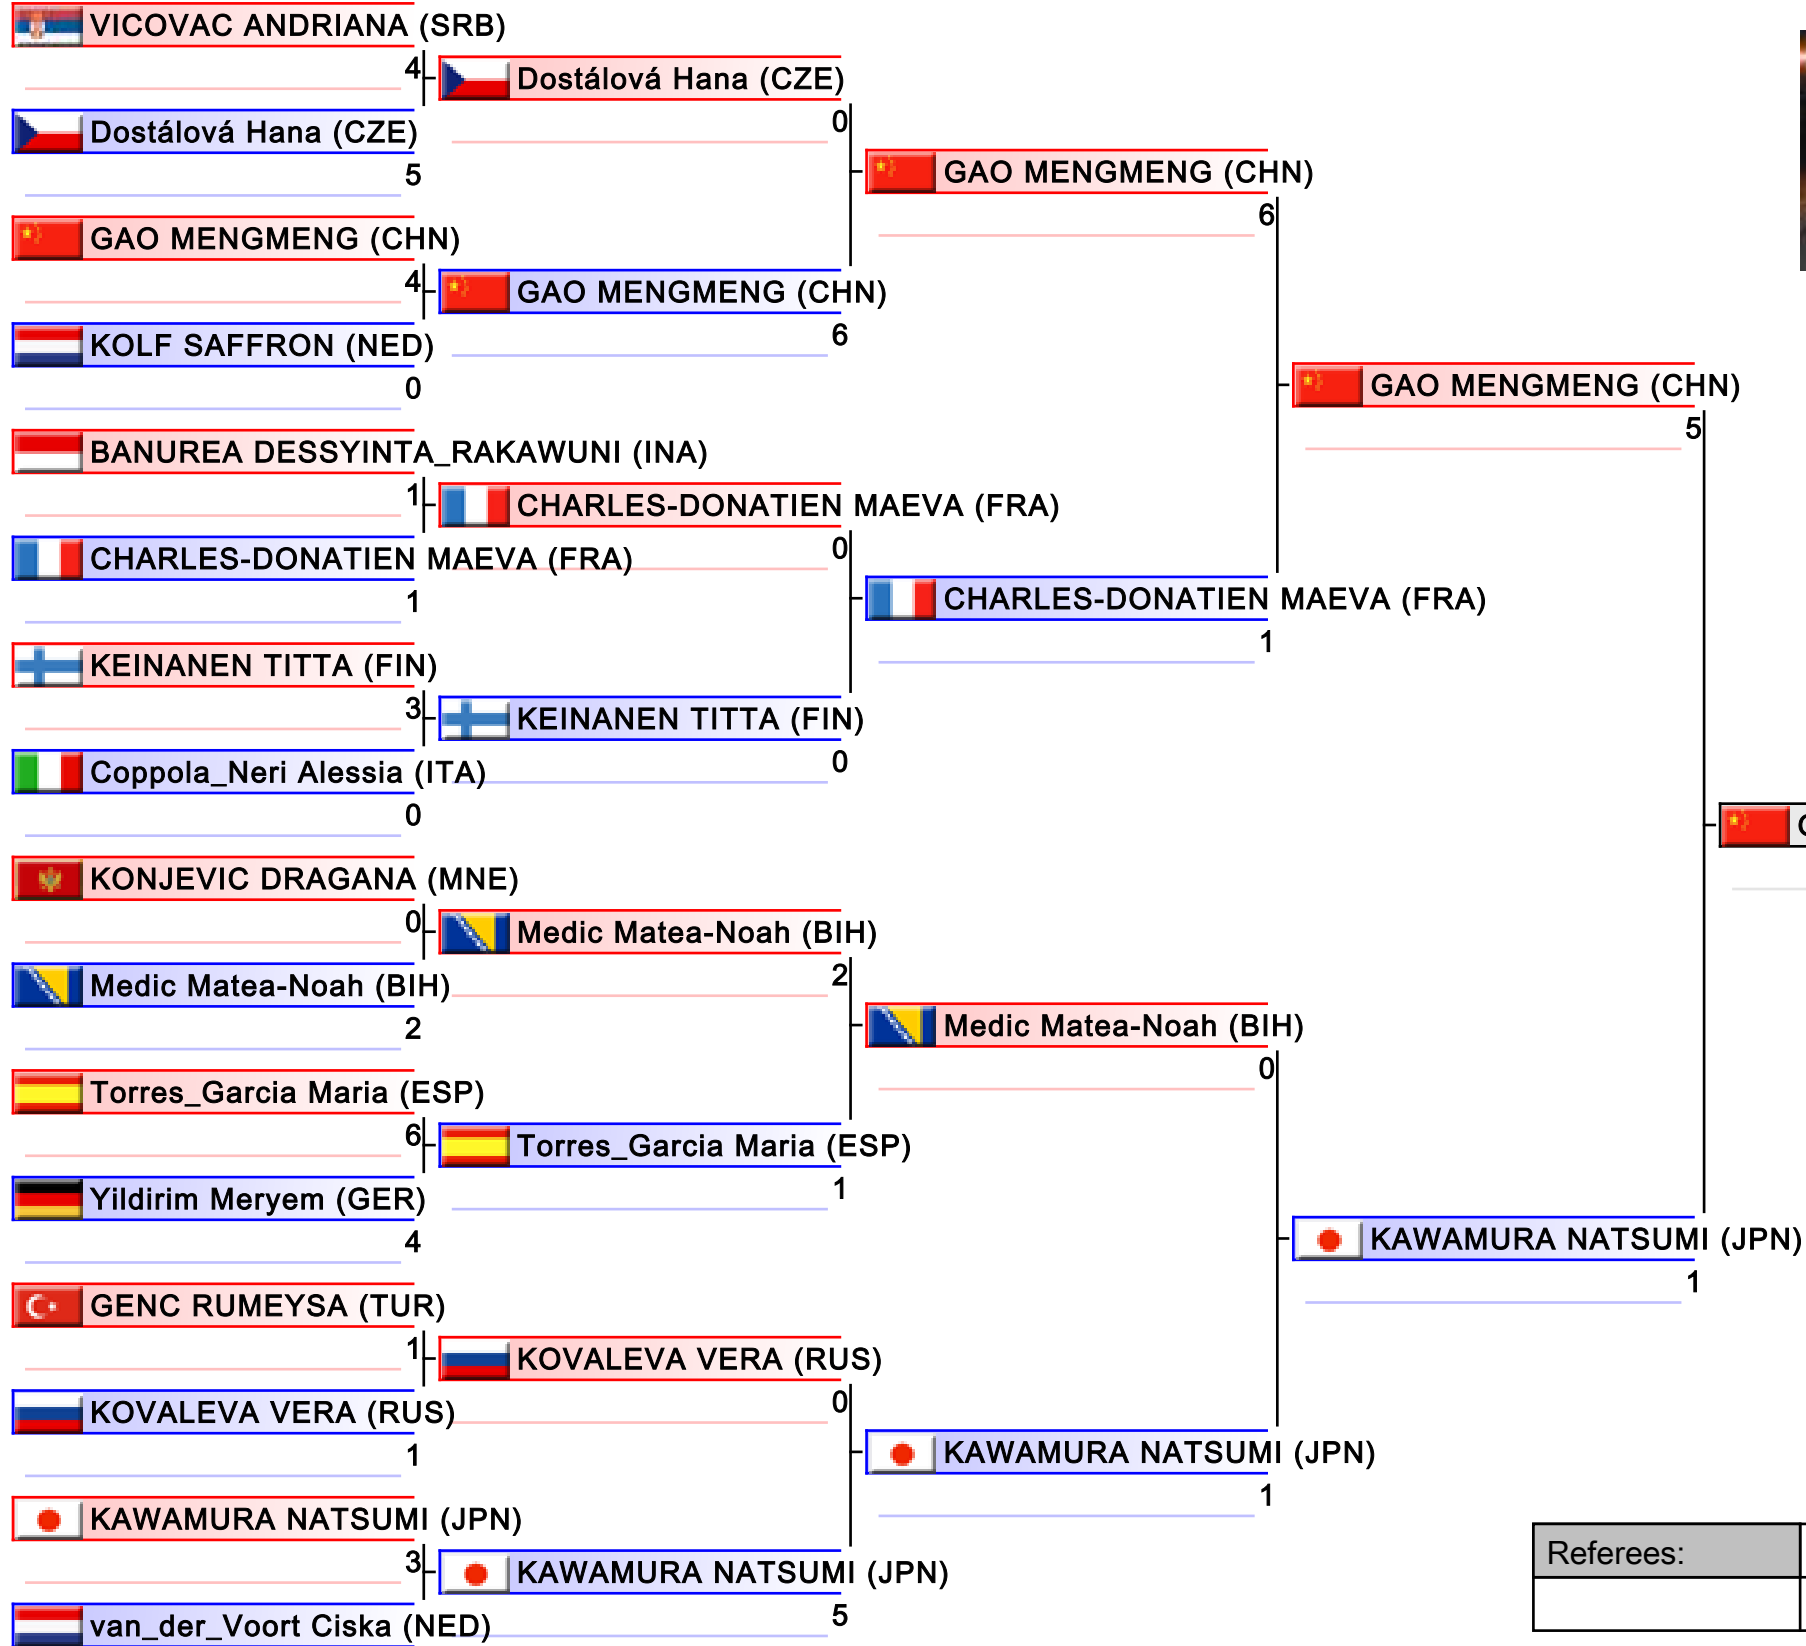 VICOVAC ANDRIANA (SRB)
4
Dostálová Hana (CZE)
5
GAO MENGMENG (CHN)
4
KOLF SAFFRON (NED)
0
BANUREA DESSYINTA_RAKAWUNI (INA)
1
CHARLES-DONATIEN MAEVA (FRA)
1
KEINANEN TITTA (FIN)
3
Coppola_Neri Alessia (ITA)
0
KONJEVIC DRAGANA (MNE)
0
Medic Matea-Noah (BIH)
2
Torres_Garcia Maria (ESP)
6
Yildirim Meryem (GER)
4
GENC RUMEYSA (TUR)
1
KOVALEVA VERA (RUS)
1
KAWAMURA NATSUMI (JPN)
3
van_der_Voort Ciska (NED)
Dostálová Hana (CZE)
0
GAO MENGMENG (CHN)
6
CHARLES-DONATIEN MAEVA (FRA)
0
KEINANEN TITTA (FIN)
0
Medic Matea-Noah (BIH)
2
Torres_Garcia Maria (ESP)
1
KOVALEVA VERA (RUS)
0
KAWAMURA NATSUMI (JPN)
5
GAO MENGMENG (CHN)
6
CHARLES-DONATIEN MAEVA (FRA)
1
Medic Matea-Noah (BIH)
0
KAWAMURA NATSUMI (JPN)
1
GAO MENGMENG (CHN)
5
KAWAMURA NATSUMI (JPN)
1
Referees: